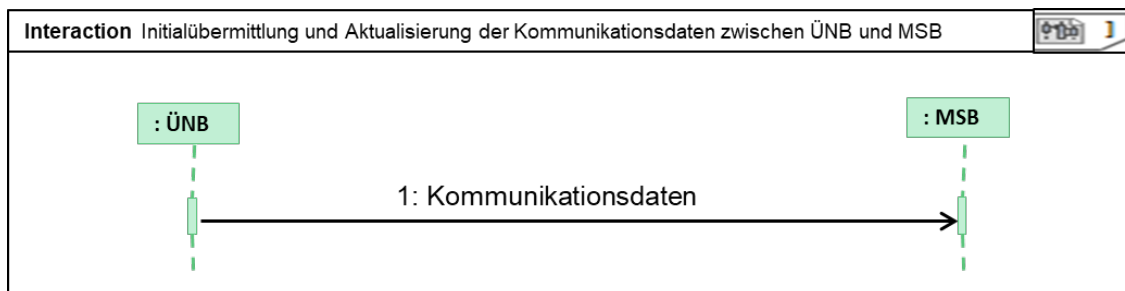 Interaction Initialübermittlung und Aktualisierung der Kommunikationsdaten zwischen ÜNB und MSB
: ÜNB
: MSB
1: Kommunikationsdaten